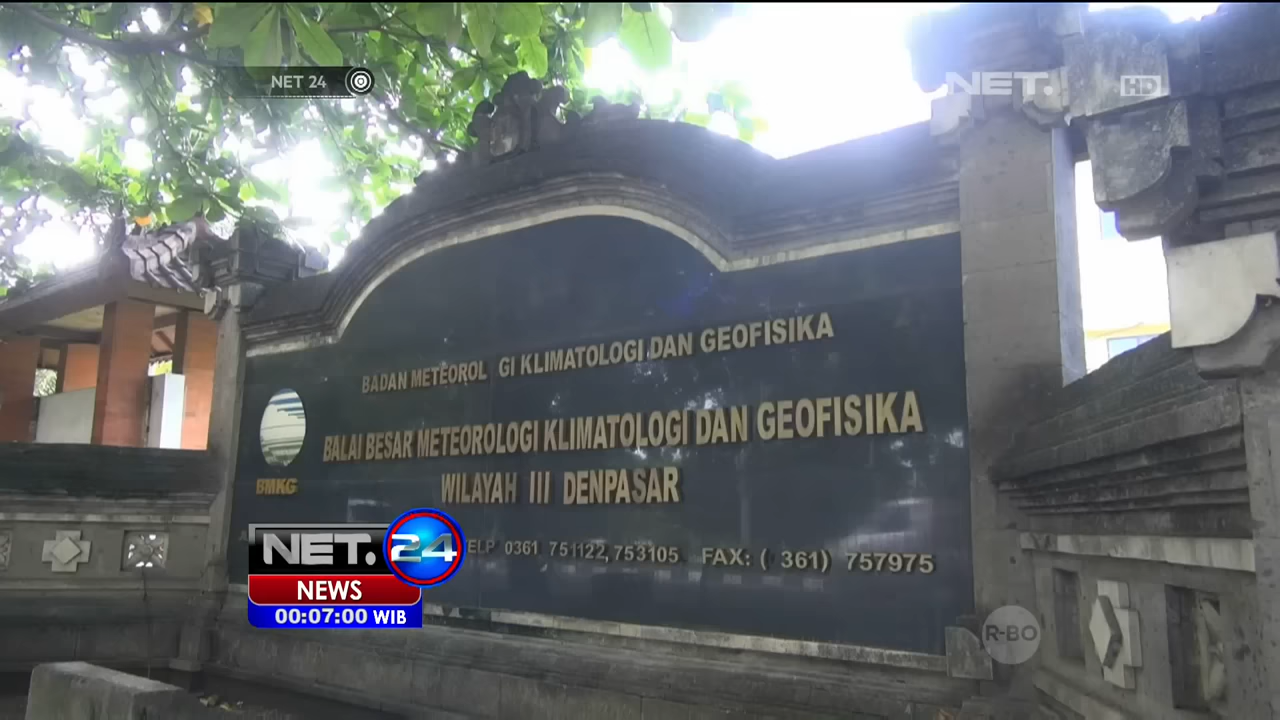 NET 24
NET. HD
BADAN METEOROL GI KLIMATOLOGI DAN GEOFISIKA
BALAI BESAR METEOROLOGI KLIMATOLOGI DAN GEOFISIKA
WILAYAH III DENPASAR
BMKG
ELP 0361 751122, 753105 FAX: ( 361) 757975
NET. 24
NEWS
00:07:00 WIB
R-BO